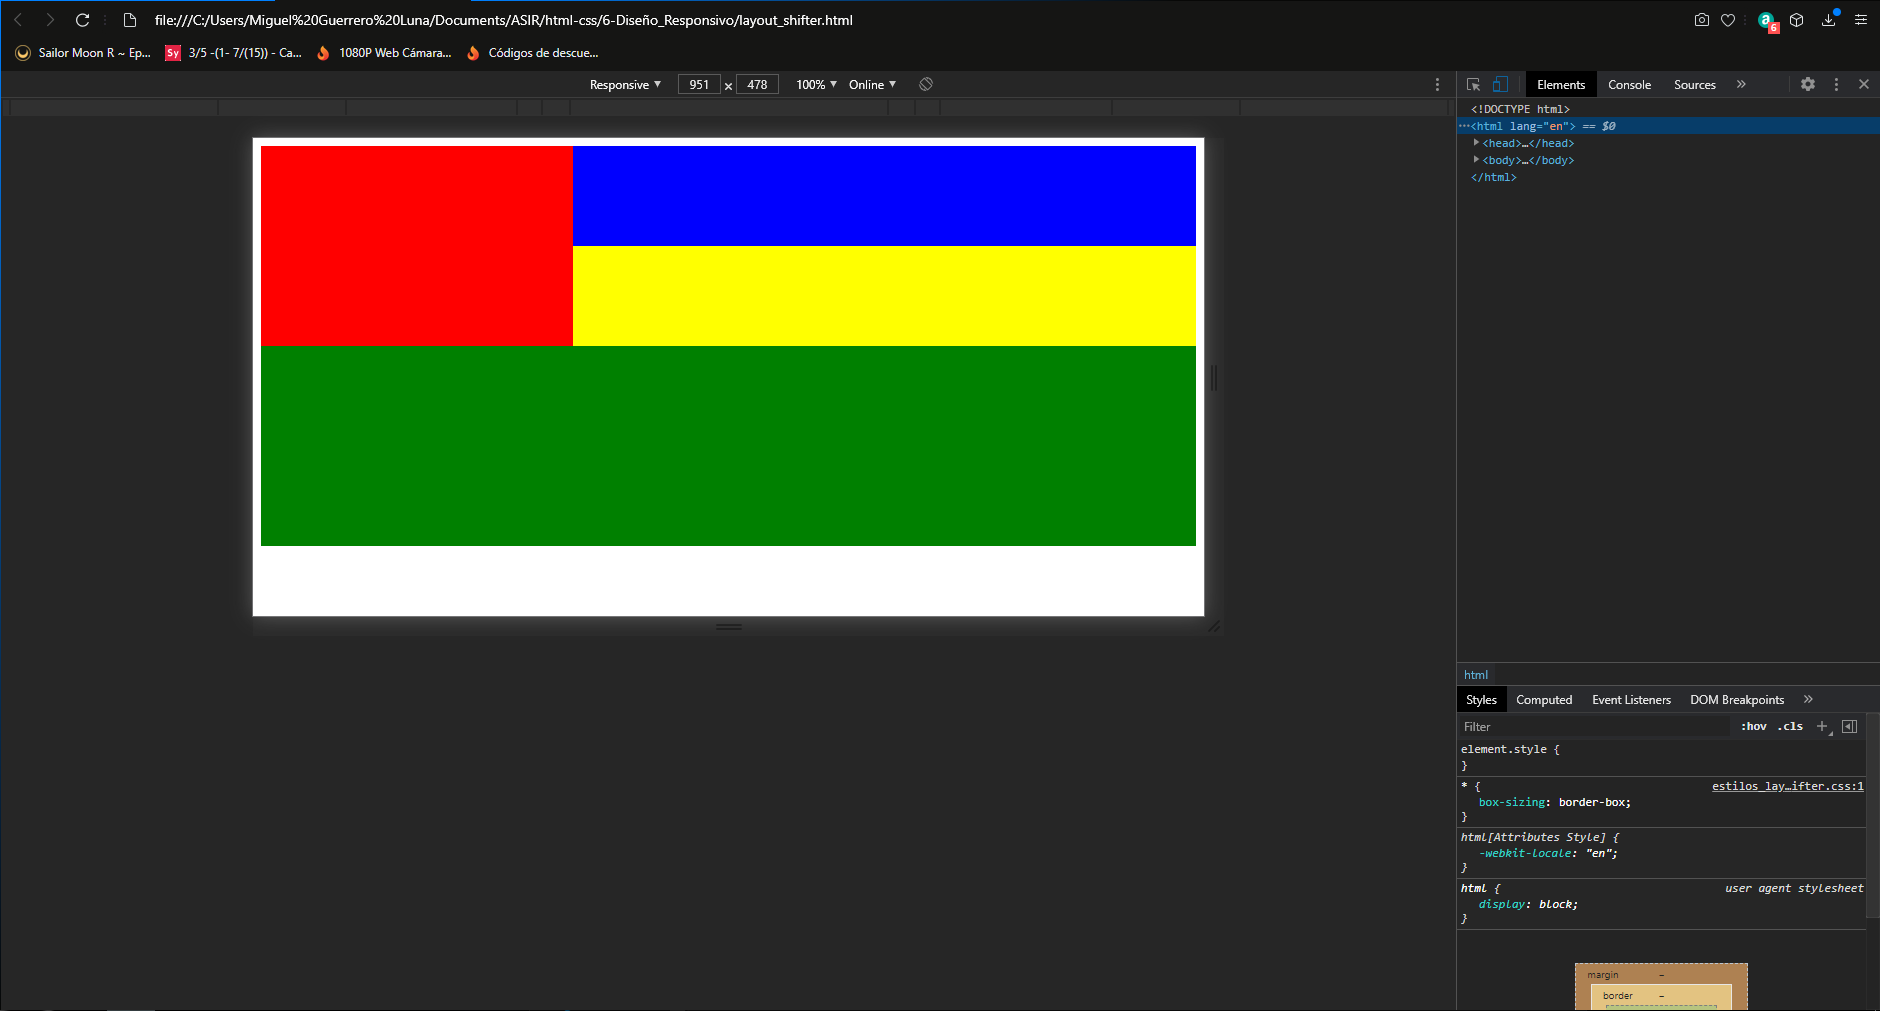 file:///C:/Users/Miguel%20Guerrero%20Luna/Documents/ASIR/html-css/6-Diseño_Responsivo/layout_shifter.html
6
Sailor Moon R ~ Ep... Sy 3/5 -(1- 7/(15)) - Ca... 1080P Web Cámara... Códigos de descue...
Responsive ▼ 951 × 478 100% ▼ Online ▼
Elements Console Sources »
<!DOCTYPE html>
···<html lang="en"> == $0
<head>…</head>
<body>…</body>
</html>
html
Styles Computed Event Listeners DOM Breakpoints »
Filter :hov .cls +
element.style {
}
* { estilos_lay…ifter.css:1
box-sizing: border-box;
}
html[Attributes Style] {
-webkit-locale: "en";
}
html { user agent stylesheet
display: block;
}
margin –
border –